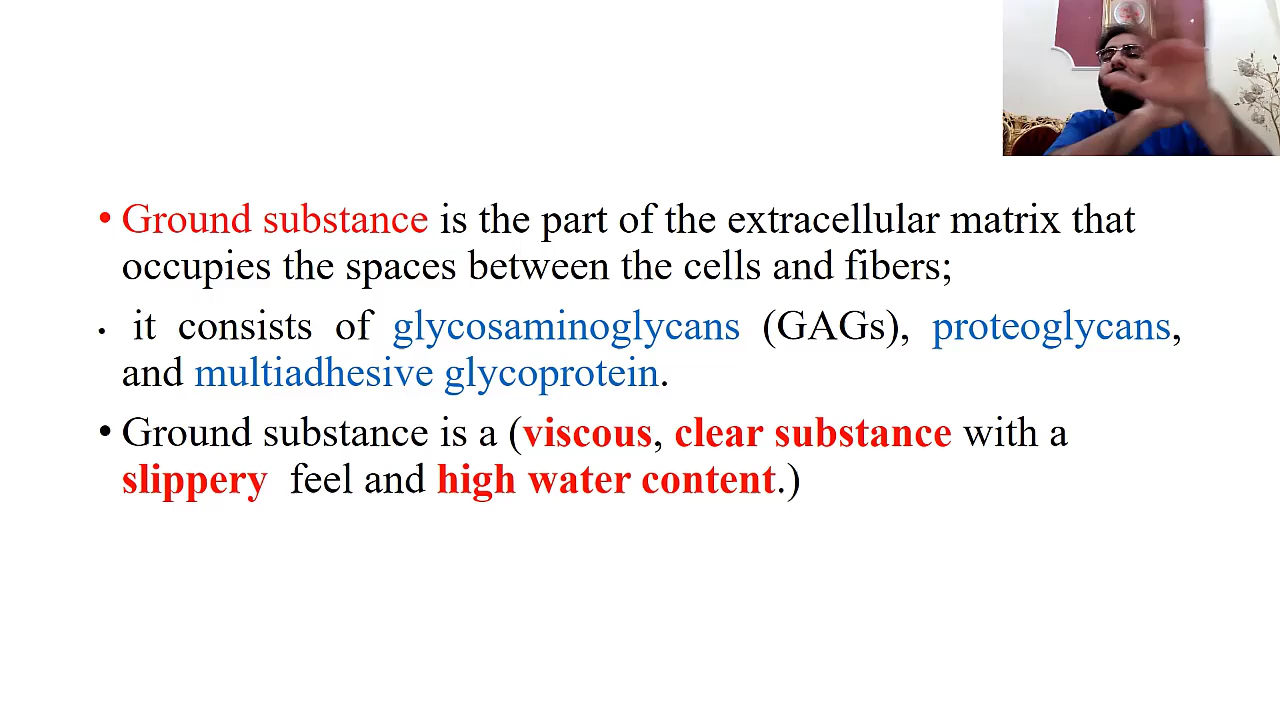 • Ground substance is the part of the extracellular matrix that
occupies the spaces between the cells and fibers;
• it consists of glycosaminoglycans (GAGs), proteoglycans,
and multiadhesive glycoprotein.
• Ground substance is a (viscous, clear substance with a
slippery feel and high water content.)